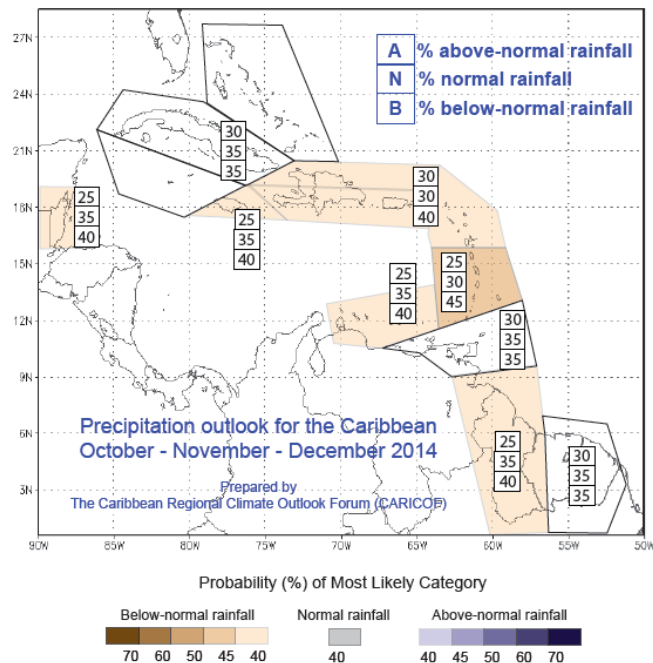 27N
24N
21N
18N
15N
12N
9N
6N
3N
90W 85W 80W 75W 70W 65W 60W 55W 50W
A % above-normal rainfall
N % normal rainfall
B % below-normal rainfall
30
35
35
30
30
40
25
35
40
25
35
40
25
35
40
25
30
45
30
35
35
25
35
40
30
35
35
Precipitation outlook for the Caribbean
October - November - December 2014
Prepared by
The Caribbean Regional Climate Outlook Forum (CARICOF)
Probability (%) of Most Likely Category
Below-normal rainfall Normal rainfall Above-normal rainfall
70 60 50 45 40 40 40 45 50 60 70